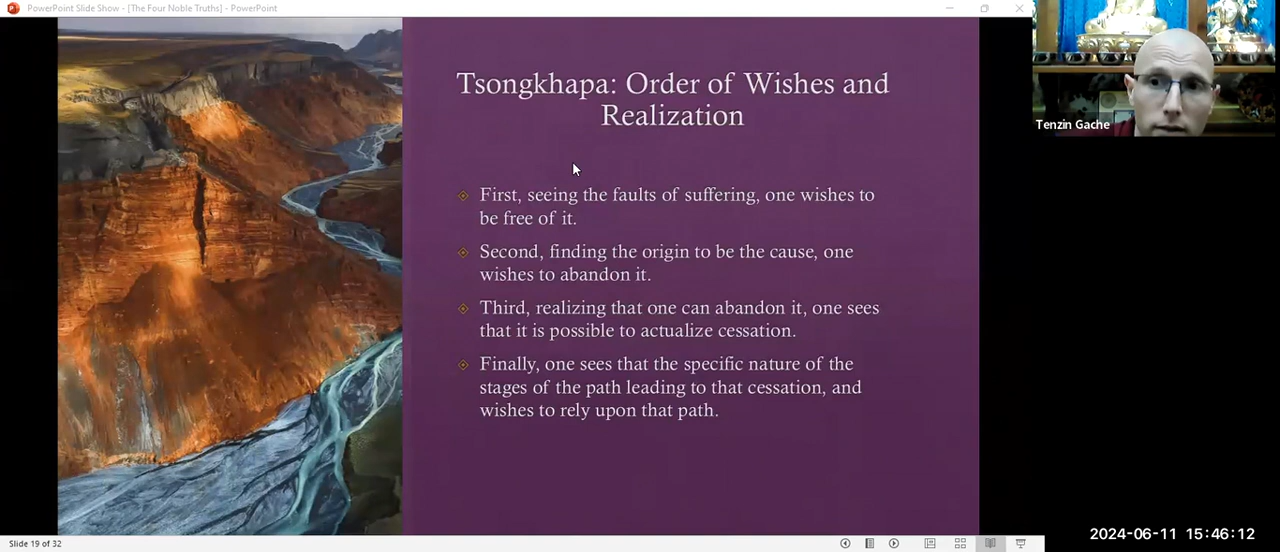 PowerPoint Slide Show - [The Four Noble Truths] - PowerPoint
Tsongkhapa: Order of Wishes and
Realization
First, seeing the faults of suffering, one wishes to
be free of it.
Second, finding the origin to be the cause, one
wishes to abandon it.
Third, realizing that one can abandon it, one sees
that it is possible to actualize cessation.
Finally, one sees that the specific nature of the
stages of the path leading to that cessation, and
wishes to rely upon that path.
Tenzin Gache
Slide 19 of 32
2024-06-11 15:46:12